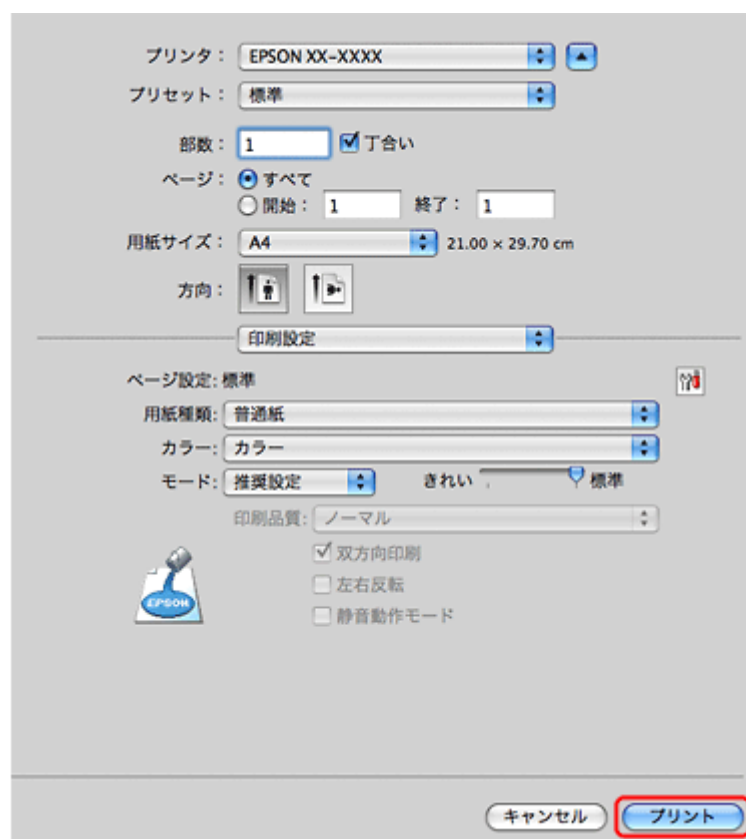 プリンタ： EPSON XX-XXXX
プリセット： 標準
部数： 1 丁合い
ページ： すべて
開始： 1 終了： 1
用紙サイズ： A4 21.00 × 29.70 cm
方向：
印刷設定
ページ設定: 標準
用紙種類: 普通紙
カラー: カラー
モード: 推奨設定 きれい 標準
印刷品質: ノーマル
双方向印刷
左右反転
EPSON
静音動作モード
キャンセル プリント